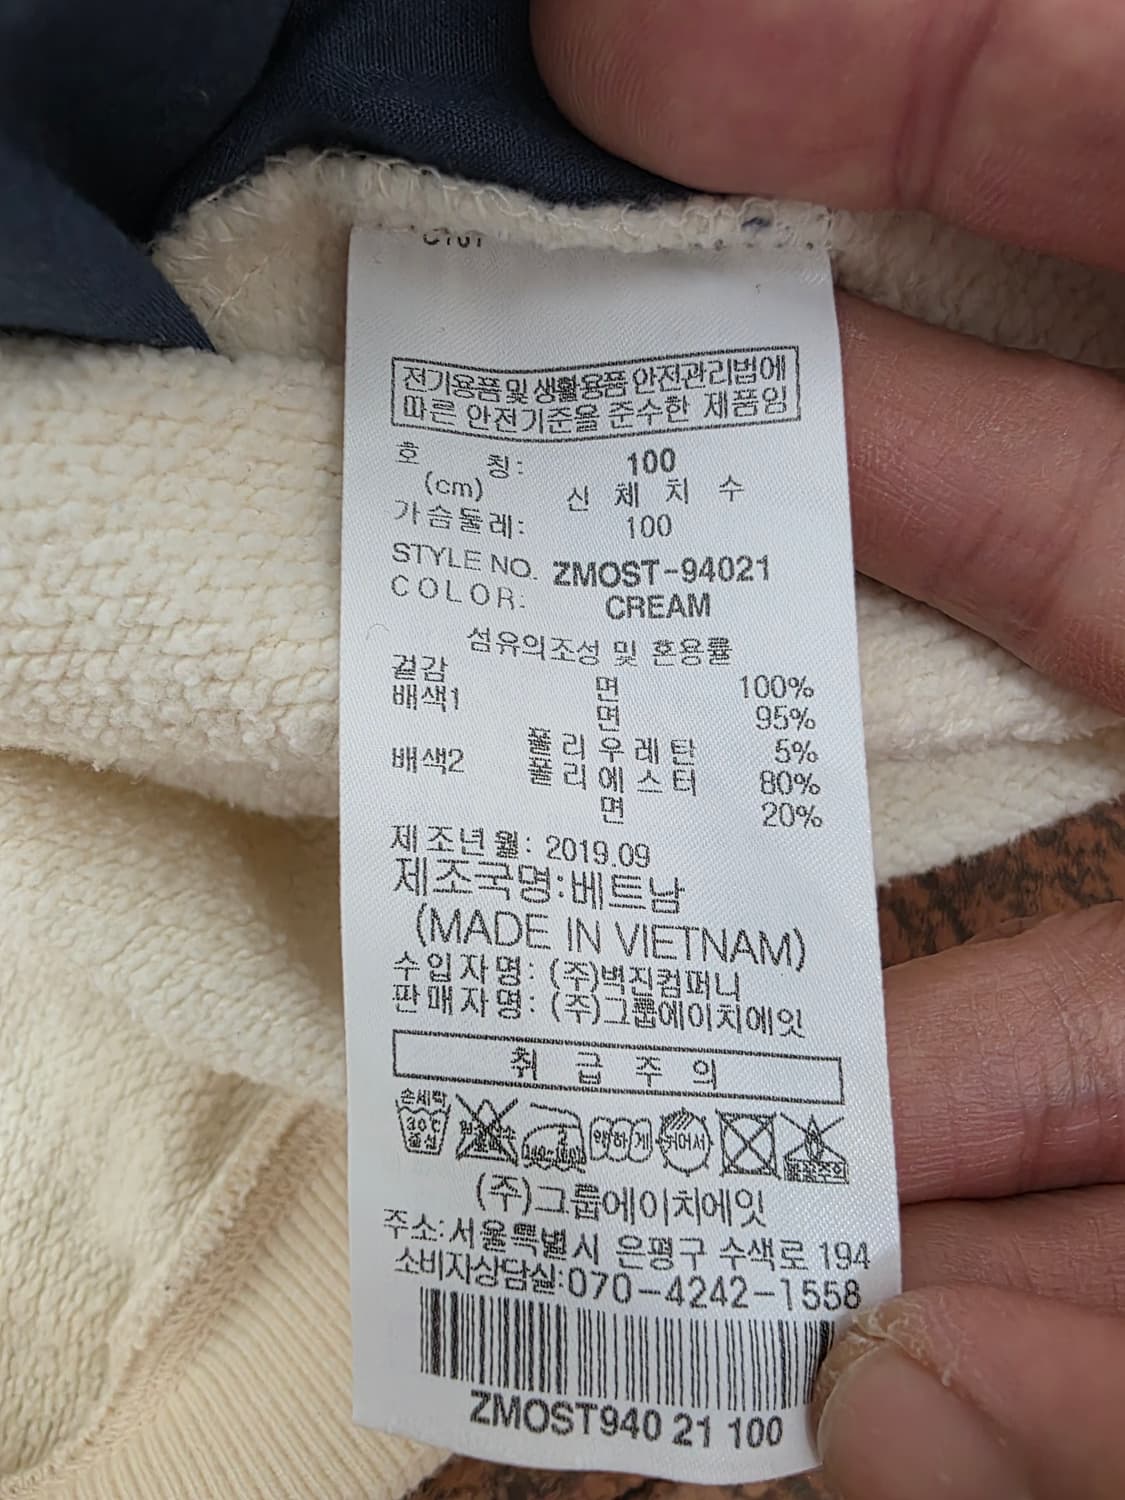 전기용품및생활용품 안전관리법에
따른 안전기준을 준수한 제품임
호 칭: 100
(cm) 신 체 치 수
가슴둘레: 100
STYLE NO. ZMOST-94021
COLOR: CREAM
섬유의조성 및 혼용률
겉감 면 100%
배색1 면 95%
폴리우레탄 5%
배색2 폴리에스터 80%
면 20%
제조년월: 2019.09
제조국명:베트남
(MADE IN VIETNAM)
수입자명: (주)벽진컴퍼니
판매자명: (주)그룹에이치에잇
취 급 주 의
손세탁
30℃
중성
약하게
2
뉘어서
불꽃주의
(주)그룹에이치에잇
주소:서울특별시 은평구 수색로 194
소비자상담실:070-4242-1558
ZMOST940 21 100